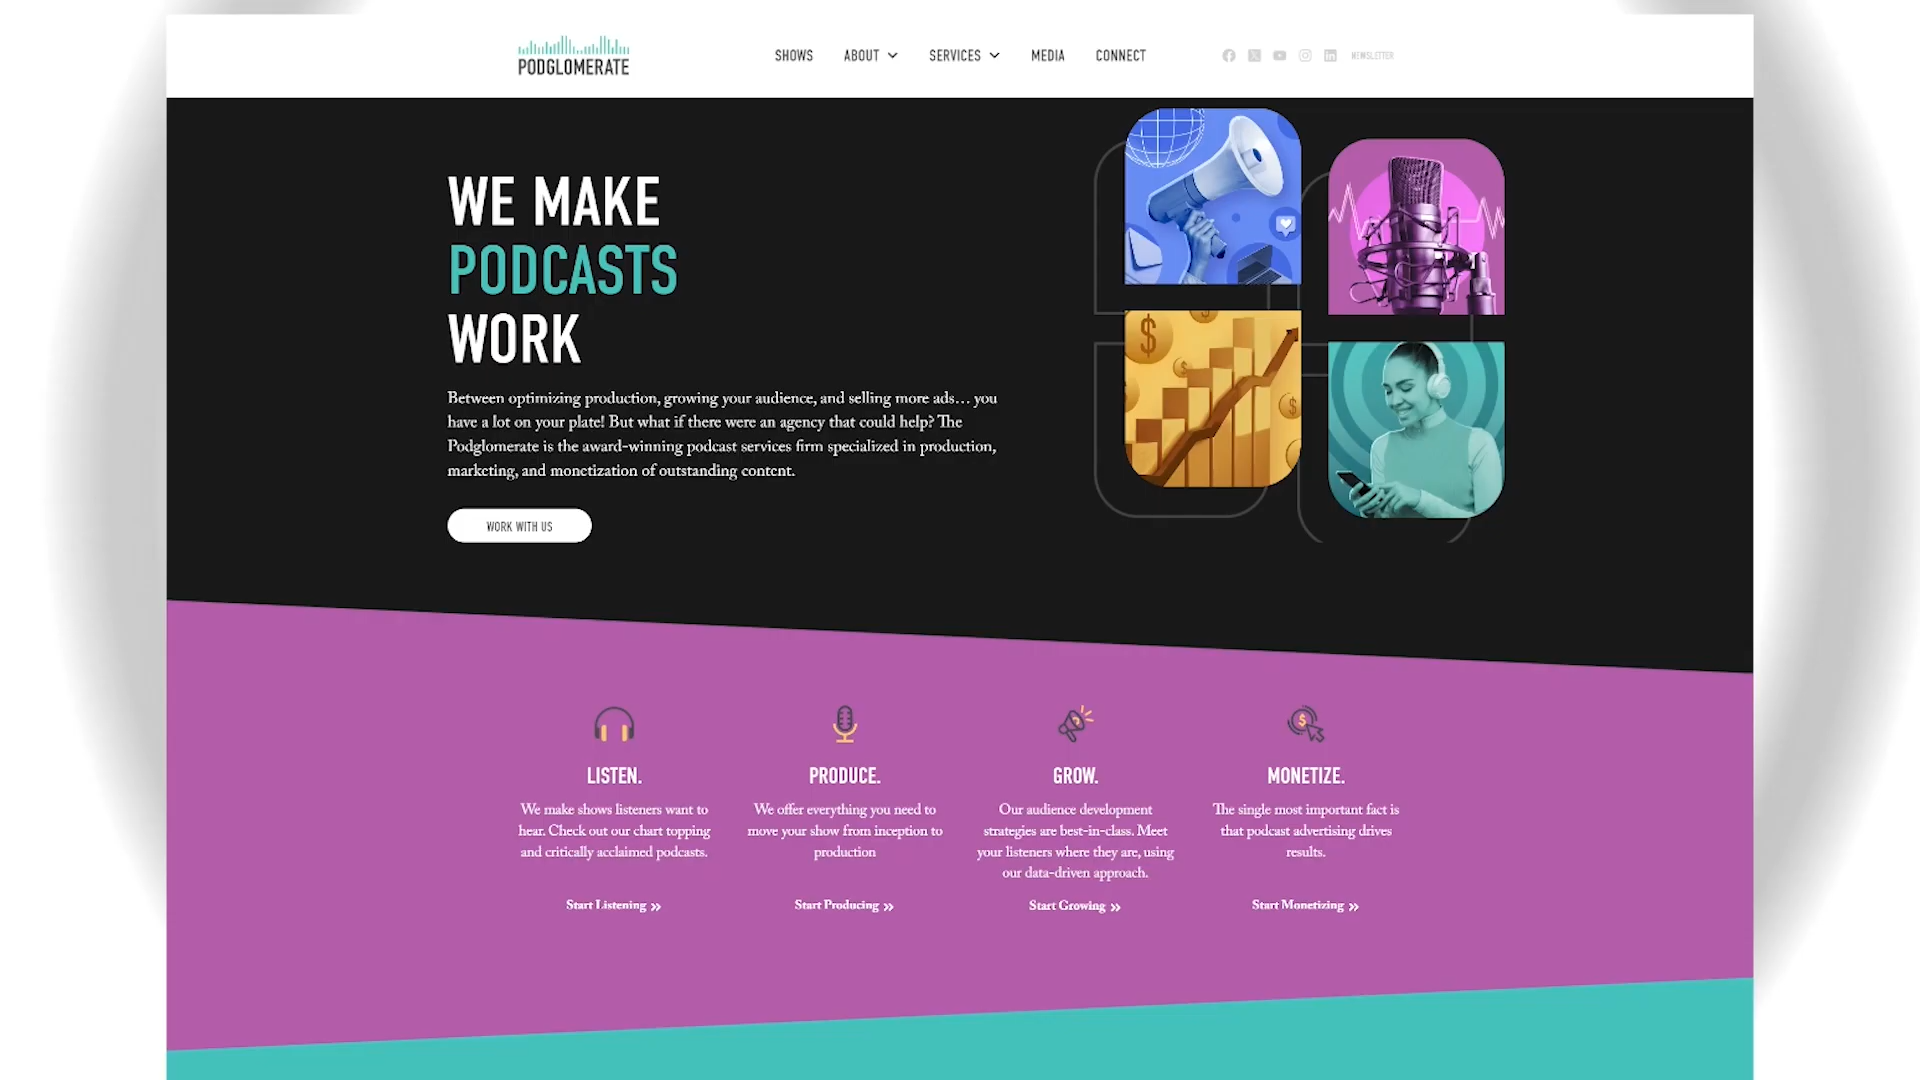 PODGLOMERATE
SHOWS
ABOUT
SERVICES
MEDIA
CONNECT
NEWSLETTER
WE MAKE
PODCASTS
WORK
Between optimizing production, growing your audience, and selling more ads… you
have a lot on your plate! But what if there were an agency that could help? The
Podglomerate is the award-winning podcast services firm specialized in production,
marketing, and monetization of outstanding content.
WORK WITH US
LISTEN.
We make shows listeners want to
hear. Check out our chart topping
and critically acclaimed podcasts.
Start Listening »
PRODUCE.
We offer everything you need to
move your show from inception to
production
Start Producing »
GROW.
Our audience development
strategies are best-in-class. Meet
your listeners where they are, using
our data-driven approach.
Start Growing »
MONETIZE.
The single most important fact is
that podcast advertising drives
results.
Start Monetizing »